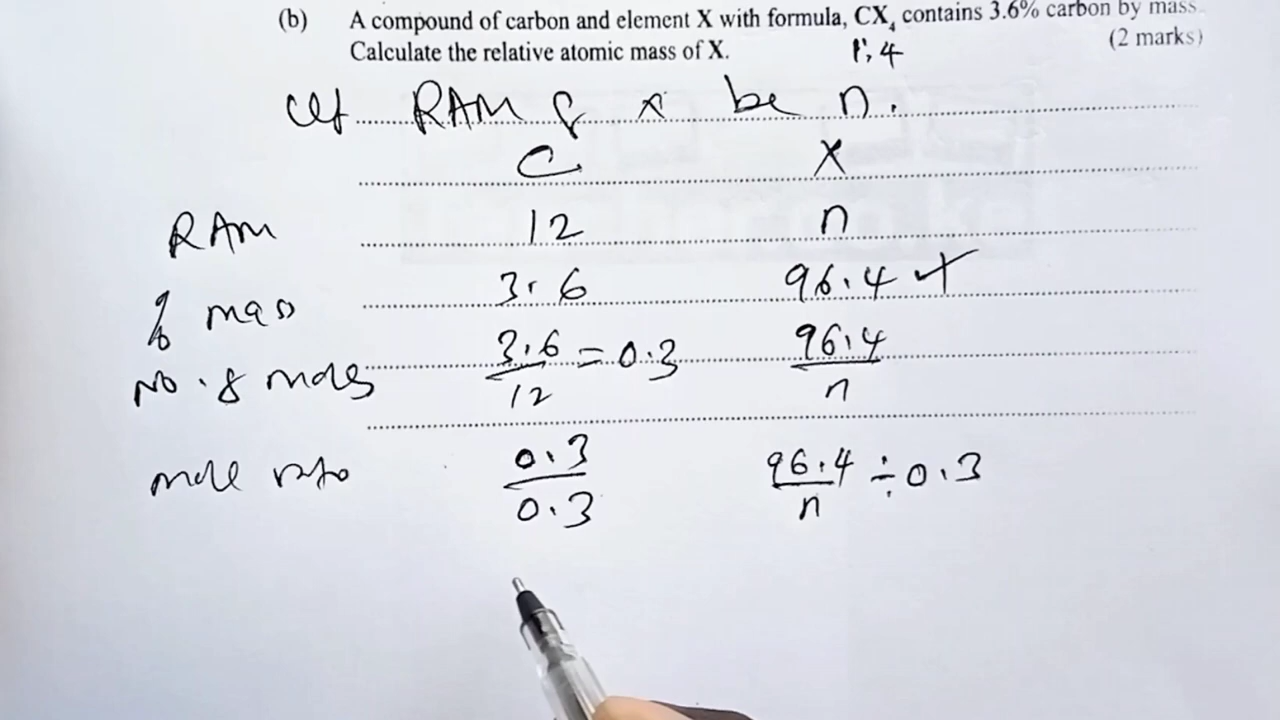 (b) A compound of carbon and element X with formula, CX₄ contains 3.6% carbon by mass
Calculate the relative atomic mass of X. (2 marks)
1:4
Let RAM of x be n.
C X
RAM 12 n
% mass 3.6 96.4 ✓
No. of moles 3.6/12 = 0.3 96.4/n
mole ratio 0.3/0.3 96.4/n ÷ 0.3